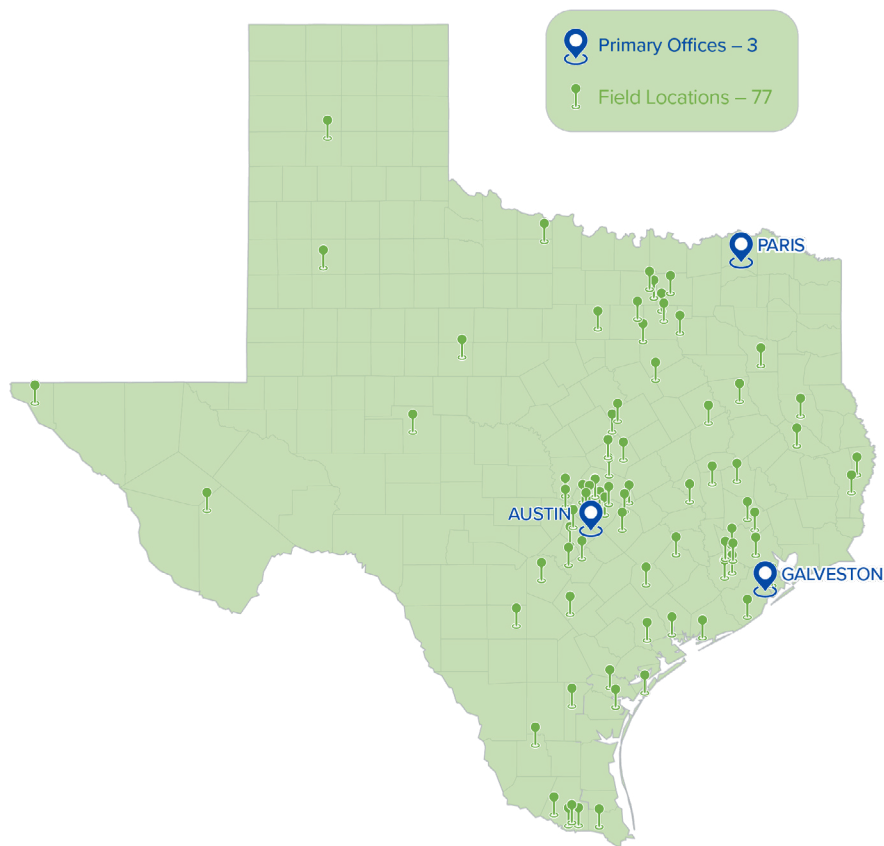 Primary Offices – 3
Field Locations – 77
PARIS
AUSTIN
GALVESTON